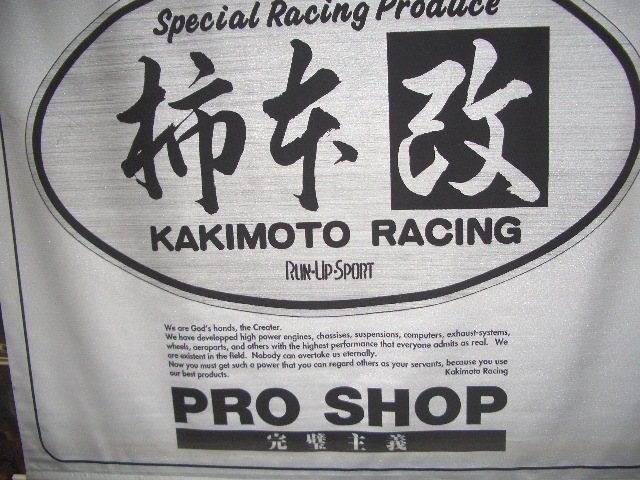 Special Racing Produce
柿本改
KAKIMOTO RACING
RUN-UP-SPORT
We are God's hands, the Creater.
We have developped high power engines, chassises, suspensions, computers, exhaust-systems,
wheels, aeroparts, and others with the highest performance that everyone admits as real. We
are existent in the field. Nobody can overtake us eternally.
Now you must get such a power that you can regard others as your servants, because you use
our best products.
Kakimoto Racing
PRO SHOP
完璧主義